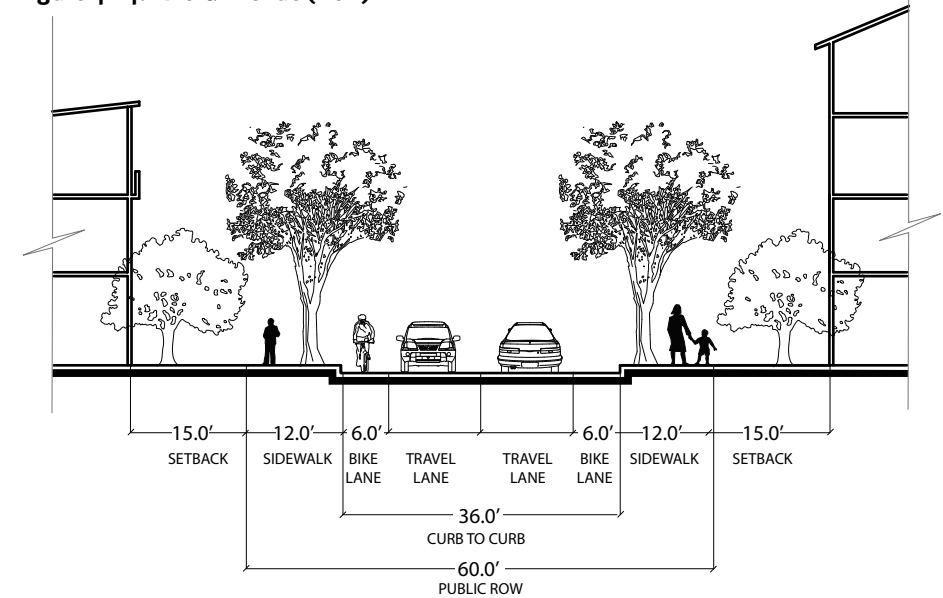 15.0’ 12.0’ 6.0’ 6.0’ 12.0’ 15.0’
SETBACK SIDEWALK BIKE TRAVEL TRAVEL BIKE SIDEWALK SETBACK
LANE LANE LANE LANE
36.0’
CURB TO CURB
60.0’
PUBLIC ROW